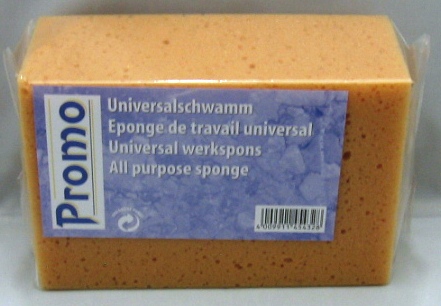 Promo
Universalschwamm
Eponge de travail universal
Universal werkspons
All purpose sponge